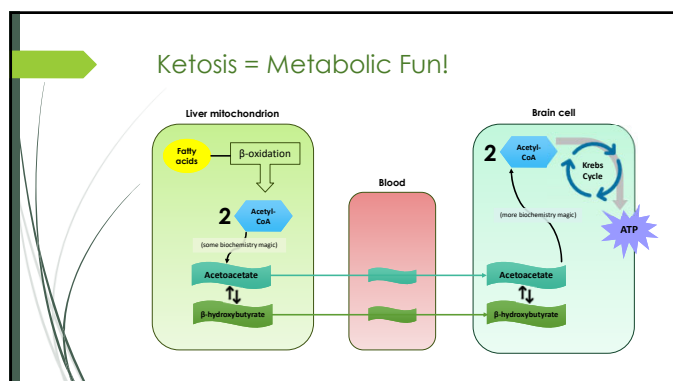 Ketosis = Metabolic Fun!
Liver mitochondrion
Fatty
acids
β-oxidation
2
Acetyl-
CoA
(some biochemistry magic)
Acetoacetate
β-hydroxybutyrate
Blood
Brain cell
2
Acetyl-
CoA
Krebs
Cycle
(more biochemistry magic)
ATP
Acetoacetate
β-hydroxybutyrate